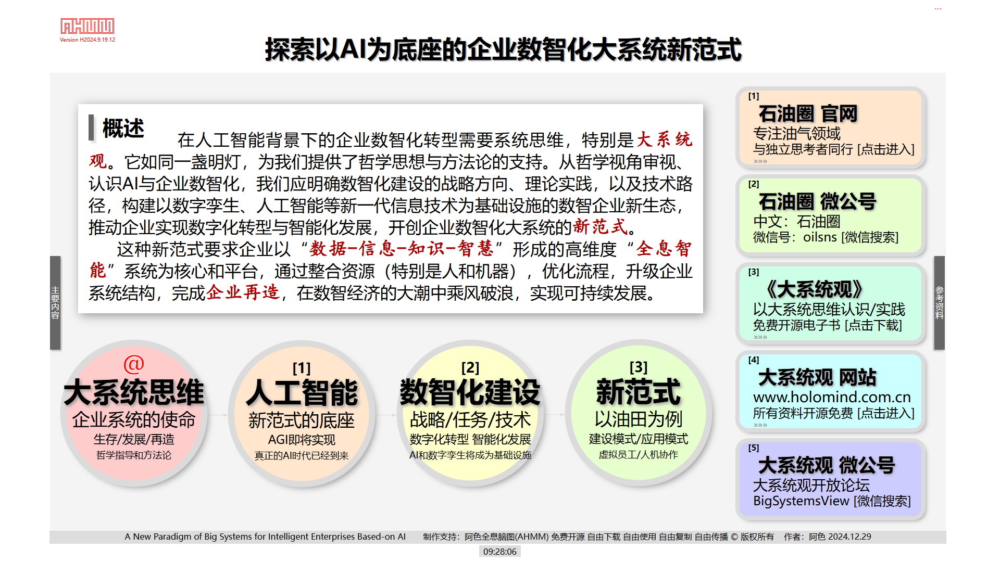 ...
AHMM
Version H2024.9.19.12
探索以AI为底座的企业数智化大系统新范式
概述
在人工智能背景下的企业数智化转型需要系统思维，特别是大系统
观。它如同一盏明灯，为我们提供了哲学思想与方法论的支持。从哲学视角审视、
认识AI与企业数智化，我们应明确数智化建设的战略方向、理论实践，以及技术路
径，构建以数字孪生、人工智能等新一代信息技术为基础设施的数智企业新生态，
推动企业实现数字化转型与智能化发展，开创企业数智化大系统的新范式。
这种新范式要求企业以“数据-信息-知识-智慧”形成的高维度“全息智
能”系统为核心和平台，通过整合资源（特别是人和机器），优化流程，升级企业
系统结构，完成企业再造，在数智经济的大潮中乘风破浪，实现可持续发展。
主要内容
@
大系统思维
企业系统的使命
生存/发展/再造
哲学指导和方法论
[1]
人工智能
新范式的底座
AGI即将实现
真正的AI时代已经到来
[2]
数智化建设
战略/任务/技术
数字化转型 智能化发展
AI和数字孪生将成为基础设施
[3]
新范式
以油田为例
建设模式/应用模式
虚拟员工/人机协作
[1]
石油圈 官网
专注油气领域
与独立思考者同行 [点击进入]
»»»
[2]
石油圈 微公号
中文：石油圈
微信号：oilsns [微信搜索]
[3]
《大系统观》
以大系统思维认识/实践
免费开源电子书 [点击下载]
»»»
[4]
大系统观 网站
www.holomind.com.cn
所有资料开源免费 [点击进入]
»»»
[5]
大系统观 微公号
大系统观开放论坛
BigSystemsView [微信搜索]
参考资料
A New Paradigm of Big Systems for Intelligent Enterprises Based-on AI 制作支持：阿色全息脑图(AHMM) 免费开源 自由下载 自由使用 自由复制 自由传播 © 版权所有 作者：阿色 2024.12.29
09:28:06